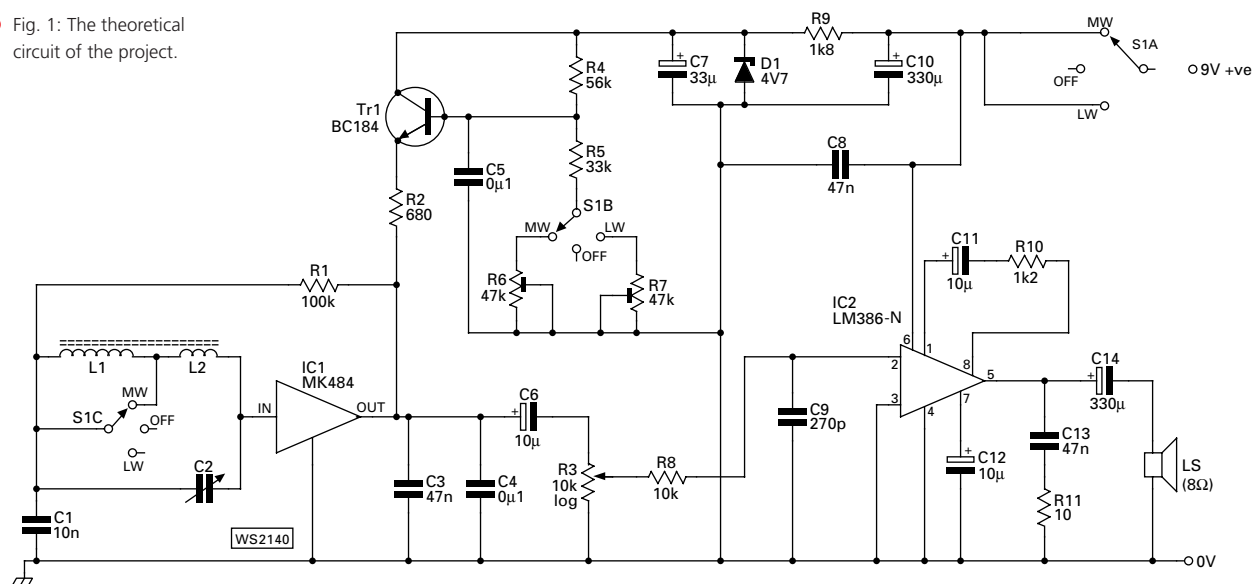 Fig. 1: The theoretical
circuit of the project.
R9
1k8
MW
S1A
OFF
9V +ve
LW
R4
56k
+
C7
33µ
D1
4V7
+
C10
330µ
Tr1
BC184
C5
0µ1
R5
33k
C8
47n
R2
680
S1B
MW
LW
OFF
R6
47k
R7
47k
C11
+
10µ
R10
1k2
R1
100k
IC2
LM386-N
6
1
8
2
5
3
4
7
L1
L2
IC1
MK484
IN
OUT
S1C
MW
OFF
LW
C2
C6
+
10µ
R3
10k
log
R8
10k
C9
270p
C14
+
330µ
C13
47n
C12
+
10µ
R11
10
LS
(8Ω)
C3
47n
C4
0µ1
C1
10n
WS2140
0V